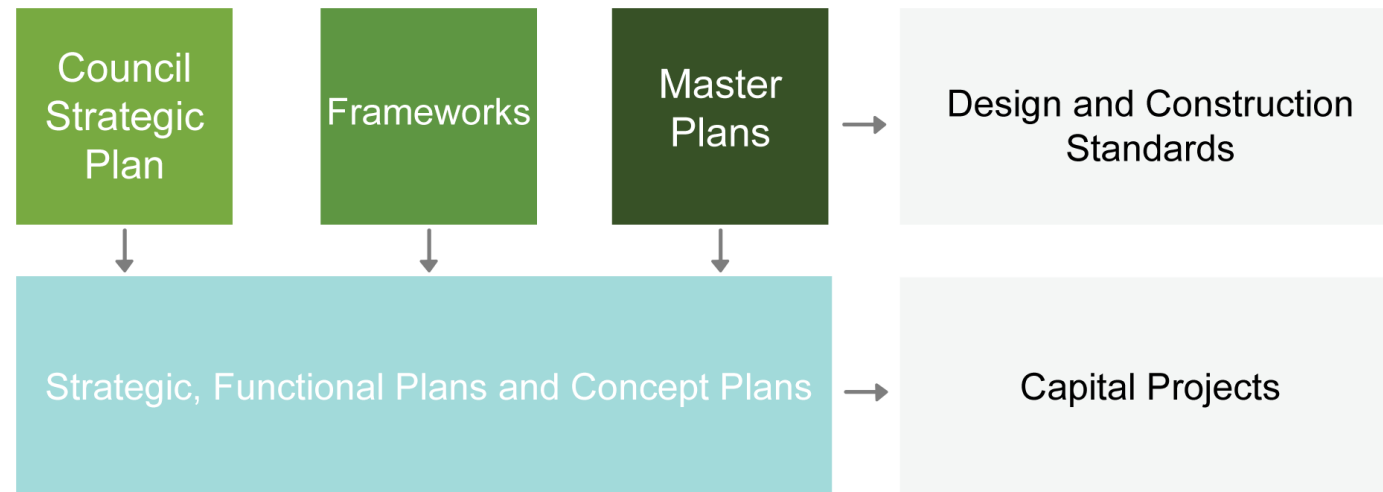 Council
Strategic
Plan
Frameworks
Master
Plans
Design and Construction
Standards
Strategic, Functional Plans and Concept Plans
Capital Projects